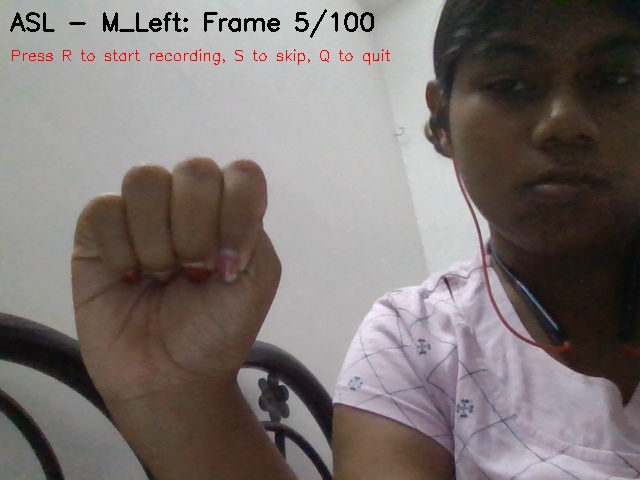 ASL - M_Left: Frame 5/100
Press R to start recording, S to skip, Q to quit